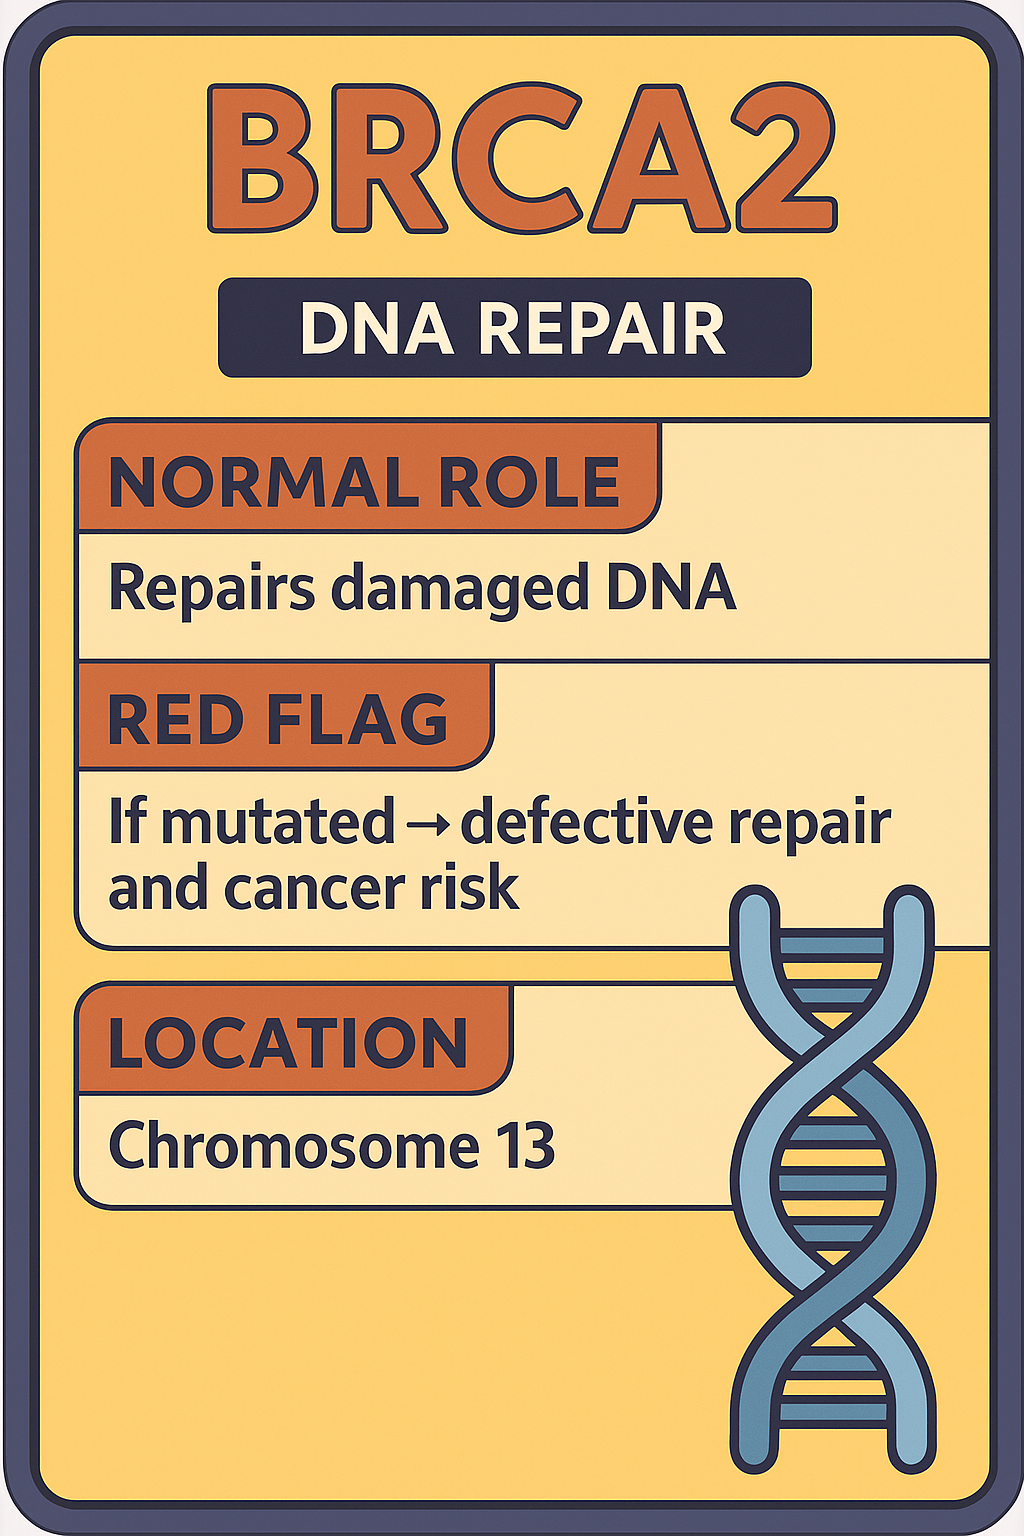 BRCA2
DNA REPAIR
NORMAL ROLE
Repairs damaged DNA
RED FLAG
If mutated → defective repair
and cancer risk
LOCATION
Chromosome 13